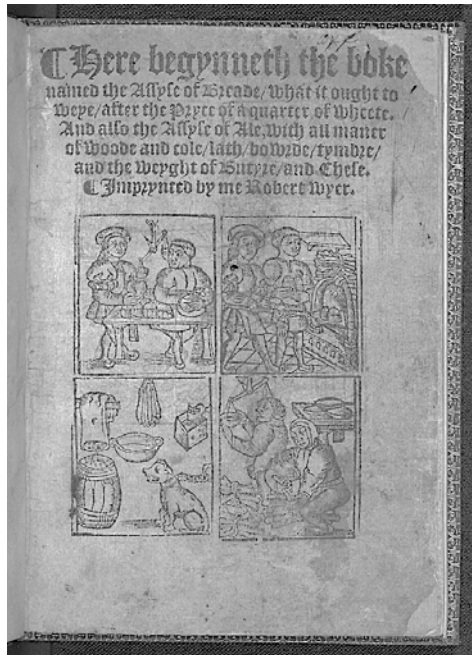 ¶Here begynneth the boke
named the Assyse of Breade/ what it ought to
weye/ after the Pryce of a quarter of wheete.
And also the Assyse of Ale, with all maner
of woode and cole/ lath/ bowrde/ tymbre/
and the weyght of Butyre/ and Chese.
¶Imprynted by me Robert Wyer.